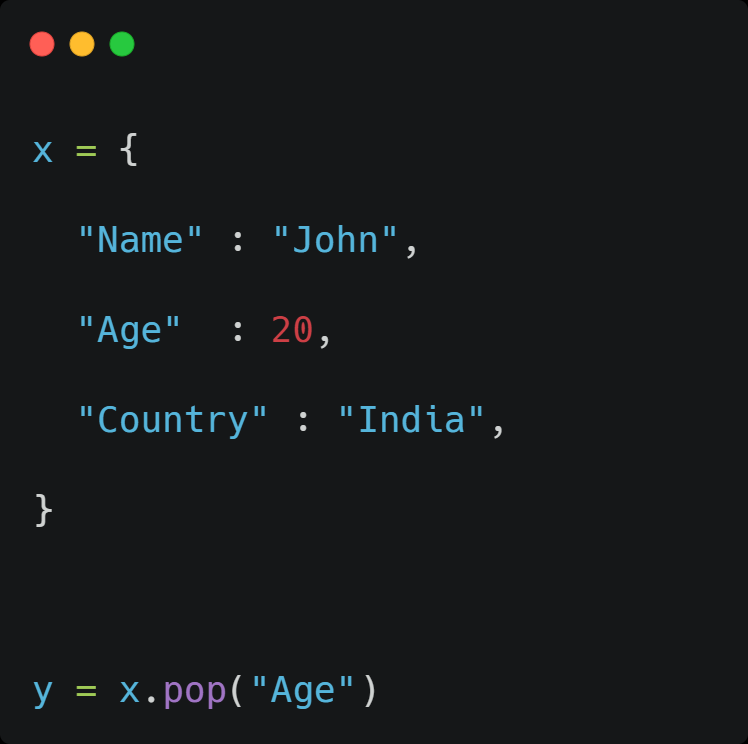 x = {
  "Name" : "John",
  "Age"  : 20,
  "Country" : "India",
}
y = x.pop("Age")